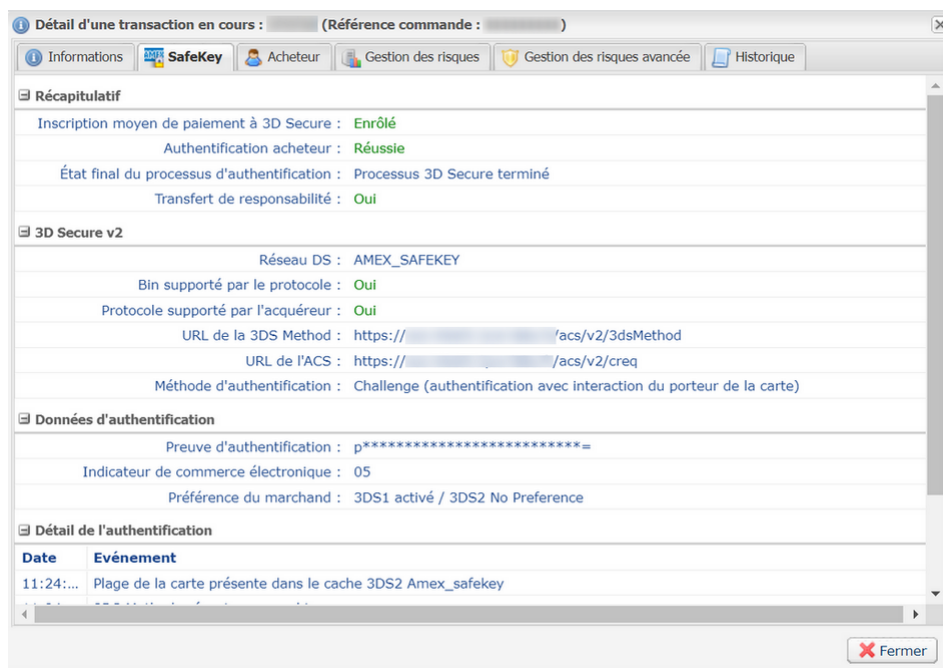 Détail d'une transaction en cours : (Référence commande : )
Informations SafeKey Acheteur Gestion des risques Gestion des risques avancée Historique
Récapitulatif
Inscription moyen de paiement à 3D Secure : Enrôlé
Authentification acheteur : Réussie
État final du processus d'authentification : Processus 3D Secure terminé
Transfert de responsabilité : Oui
3D Secure v2
Réseau DS : AMEX_SAFEKEY
Bin supporté par le protocole : Oui
Protocole supporté par l'acquéreur : Oui
URL de la 3DS Method : https:// /acs/v2/3dsMethod
URL de l'ACS : https:// /acs/v2/creq
Méthode d'authentification : Challenge (authentification avec interaction du porteur de la carte)
Données d'authentification
Preuve d'authentification : p**************************=
Indicateur de commerce électronique : 05
Préférence du marchand : 3DS1 activé / 3DS2 No Preference
Détail de l'authentification
Date Evénement
11:24:... Plage de la carte présente dans le cache 3DS2 Amex_safekey
Fermer